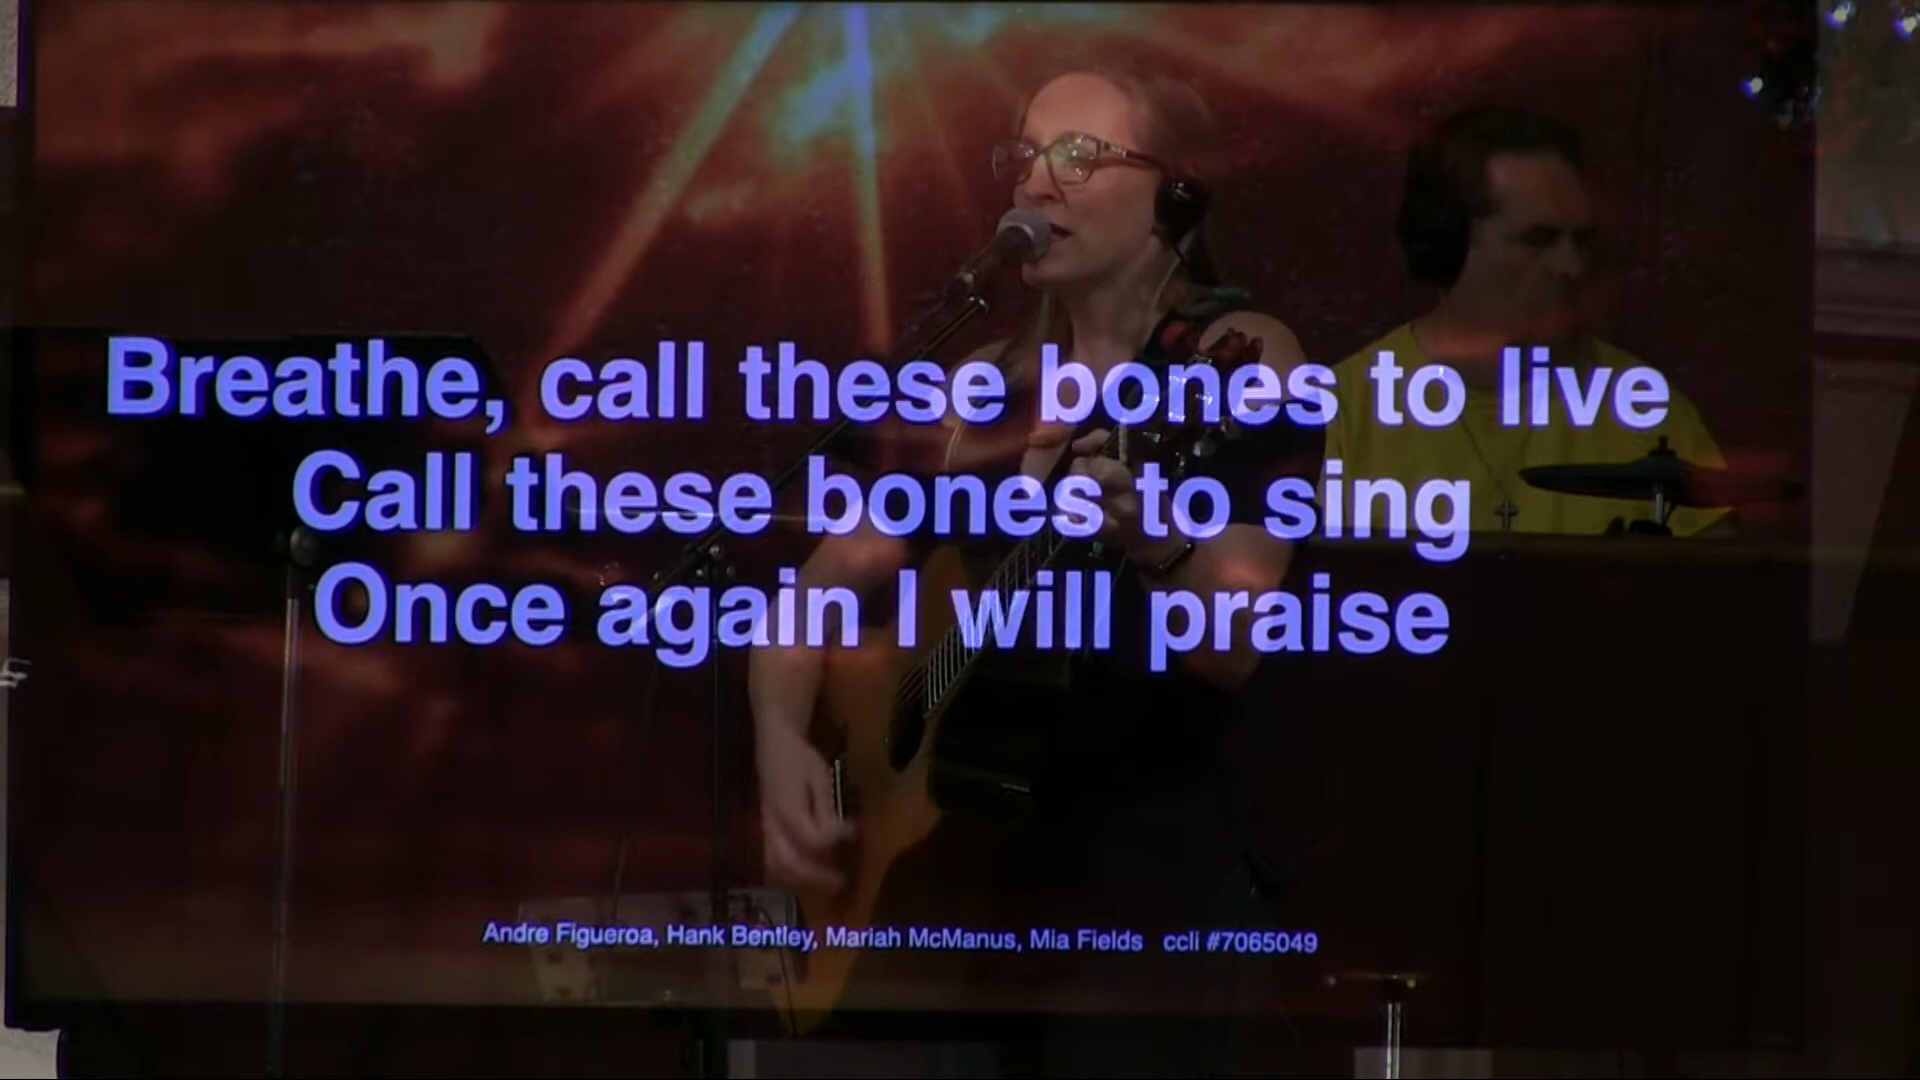 Breathe, call these bones to live
Call these bones to sing
Once again I will praise
Andre Figueroa, Hank Bentley, Mariah McManus, Mia Fields ccli #7065049